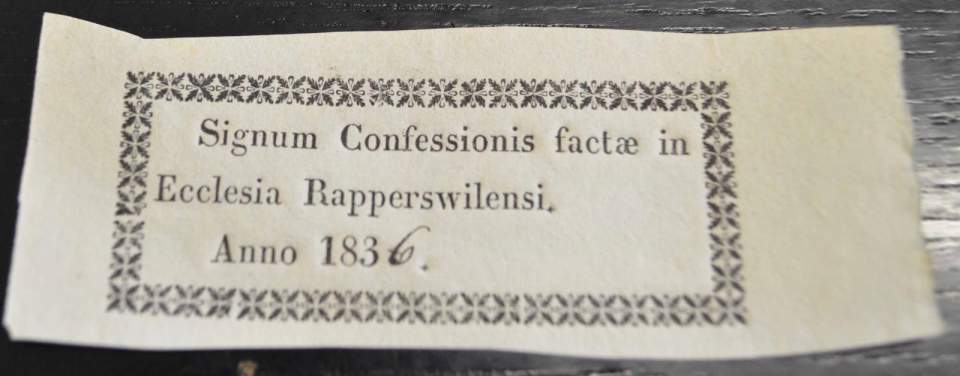 Signum Confessionis factæ in
Ecclesia Rapperswilensi.
Anno 1836.